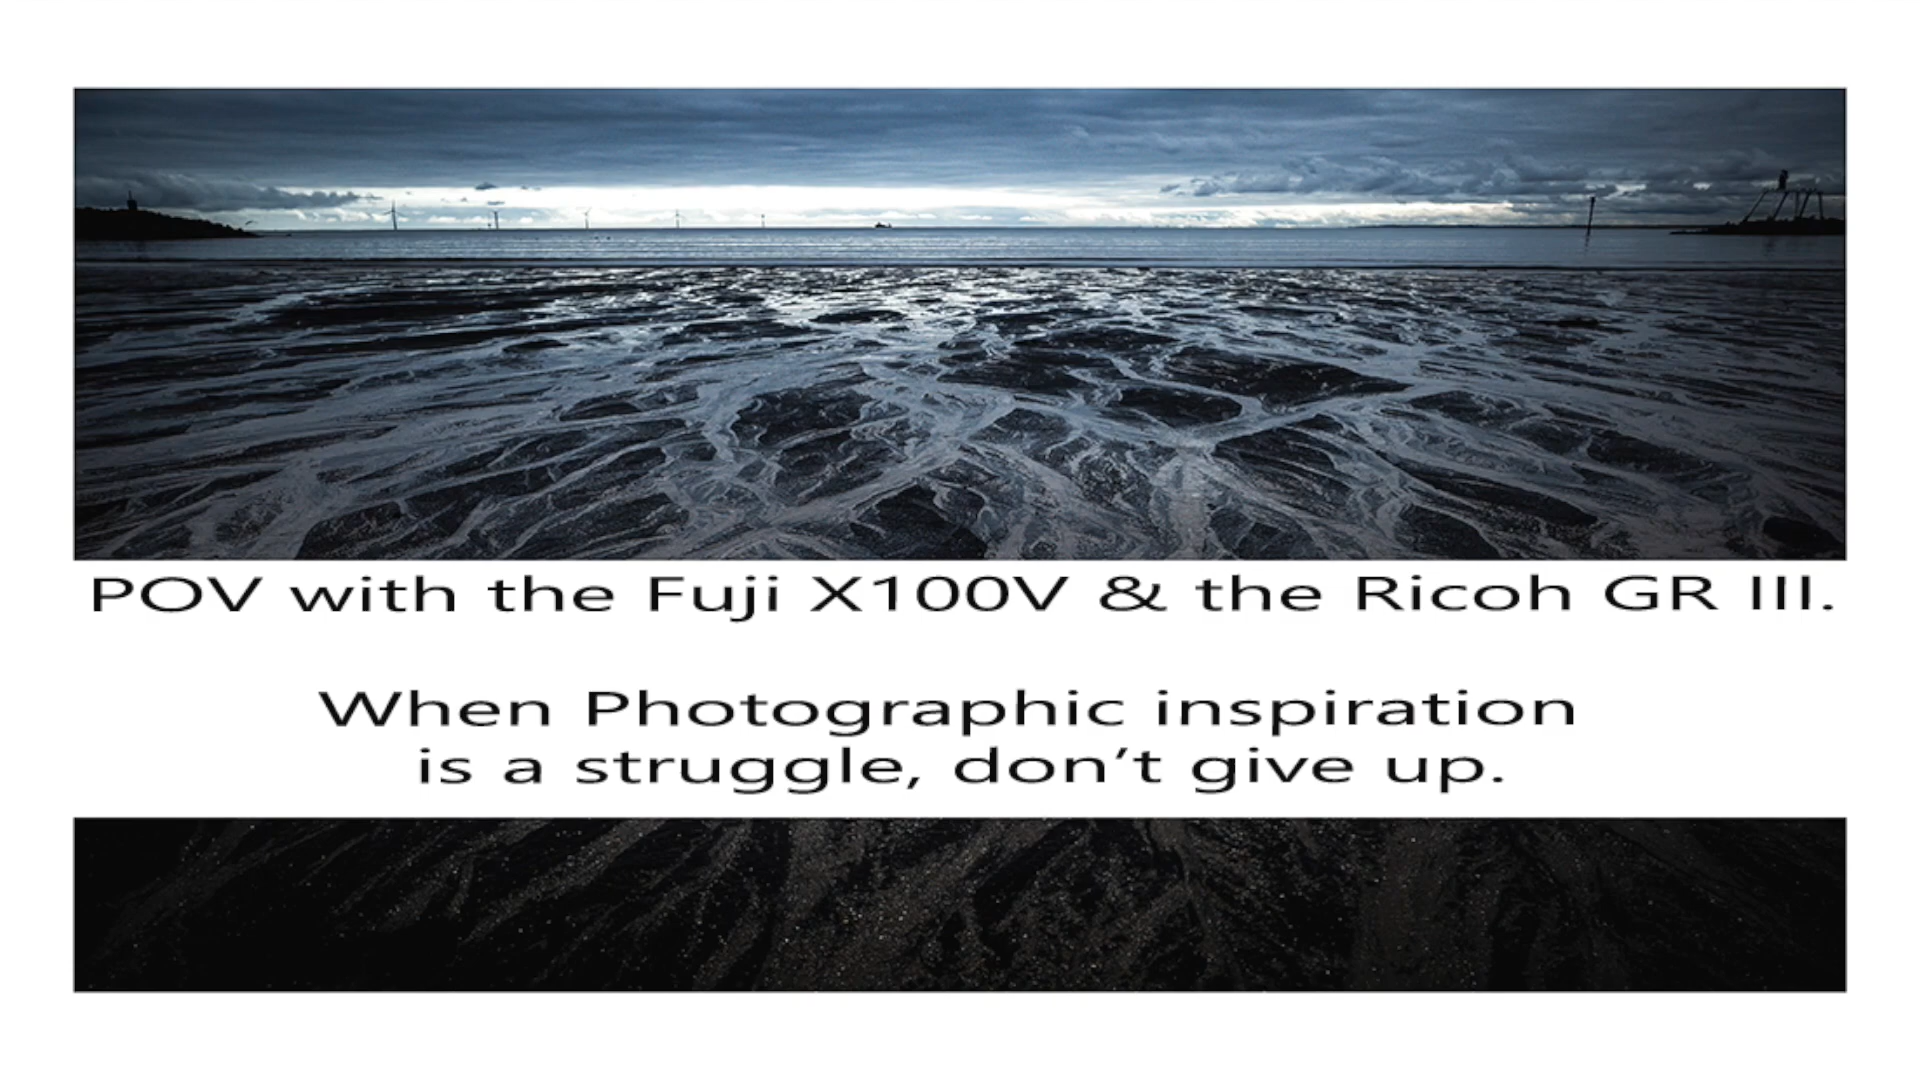 POV with the Fuji X100V & the Ricoh GR III.
When Photographic inspiration
is a struggle, don’t give up.